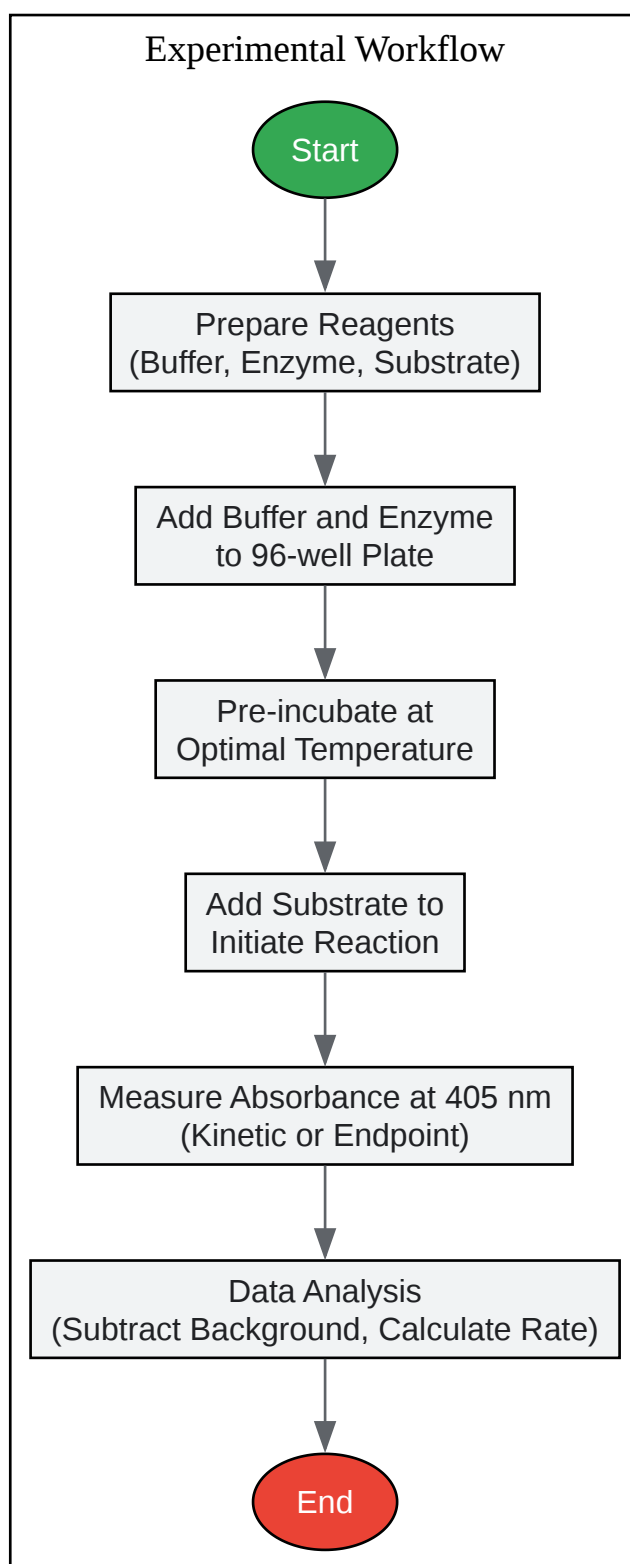 Experimental Workflow
Start
Prepare Reagents
(Buffer, Enzyme, Substrate)
Add Buffer and Enzyme
to 96-well Plate
Pre-incubate at
Optimal Temperature
Add Substrate to
Initiate Reaction
Measure Absorbance at 405 nm
(Kinetic or Endpoint)
Data Analysis
(Subtract Background, Calculate Rate)
End